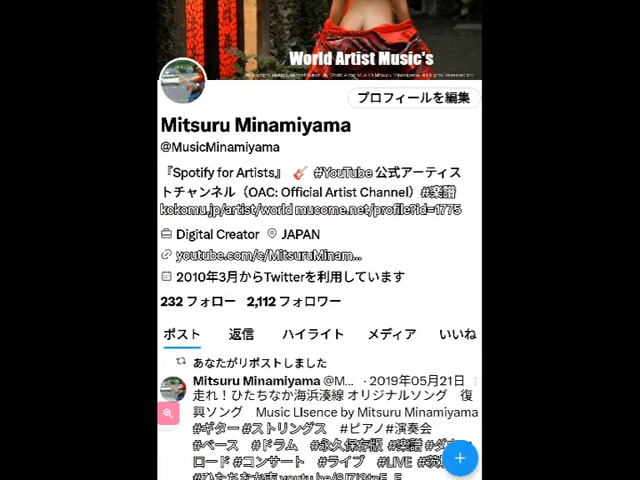 World Artist Music's
プロフィールを編集
Mitsuru Minamiyama
@MusicMinamiyama
『Spotify for Artists』 🎸 #YouTube 公式アーティス
トチャンネル（OAC: Official Artist Channel）#楽譜
kokomu.jp/artist/world mucome.net/profile?id=1775
Digital Creator JAPAN
youtube.com/c/MitsuruMinam...
2010年3月からTwitterを利用しています
232 フォロー 2,112 フォロワー
ポスト 返信 ハイライト メディア いいね
あなたがリポストしました
Mitsuru Minamiyama @M... · 2019年05月21日
走れ！ひたちなか海浜湊線 オリジナルソング 復
興ソング Music LIsence by Mitsuru Minamiyama
#ギター #ストリングス #ピアノ #演奏会
#ベース #ドラム #永久保存版 #楽譜
ロード #コンサート #ライブ #LIVE